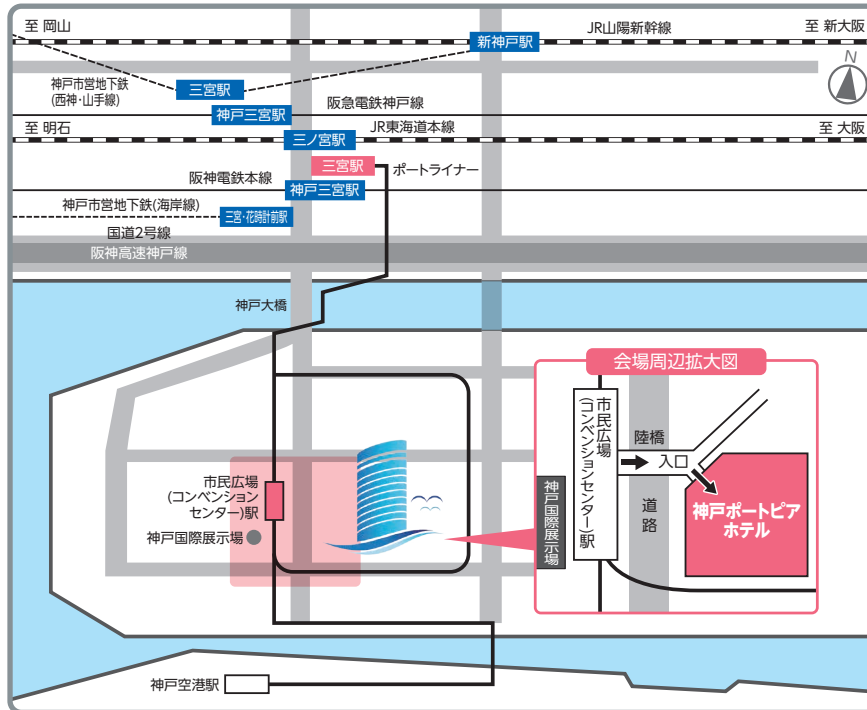 至 岡山
JR山陽新幹線
至 新大阪
新神戸駅
N
神戸市営地下鉄
(西神・山手線)
三宮駅
阪急電鉄神戸線
神戸三宮駅
至 明石
JR東海道本線
至 大阪
三ノ宮駅
三宮駅
ポートライナー
阪神電鉄本線
神戸三宮駅
神戸市営地下鉄(海岸線)
三宮・花時計前駅
国道2号線
阪神高速神戸線
神戸大橋
会場周辺拡大図
市民広場
(コンベンションセンター)駅
陸橋
入口
道路
神戸国際展示場
神戸ポートピア
ホテル
市民広場
(コンベンション
センター)駅
神戸国際展示場
神戸空港駅